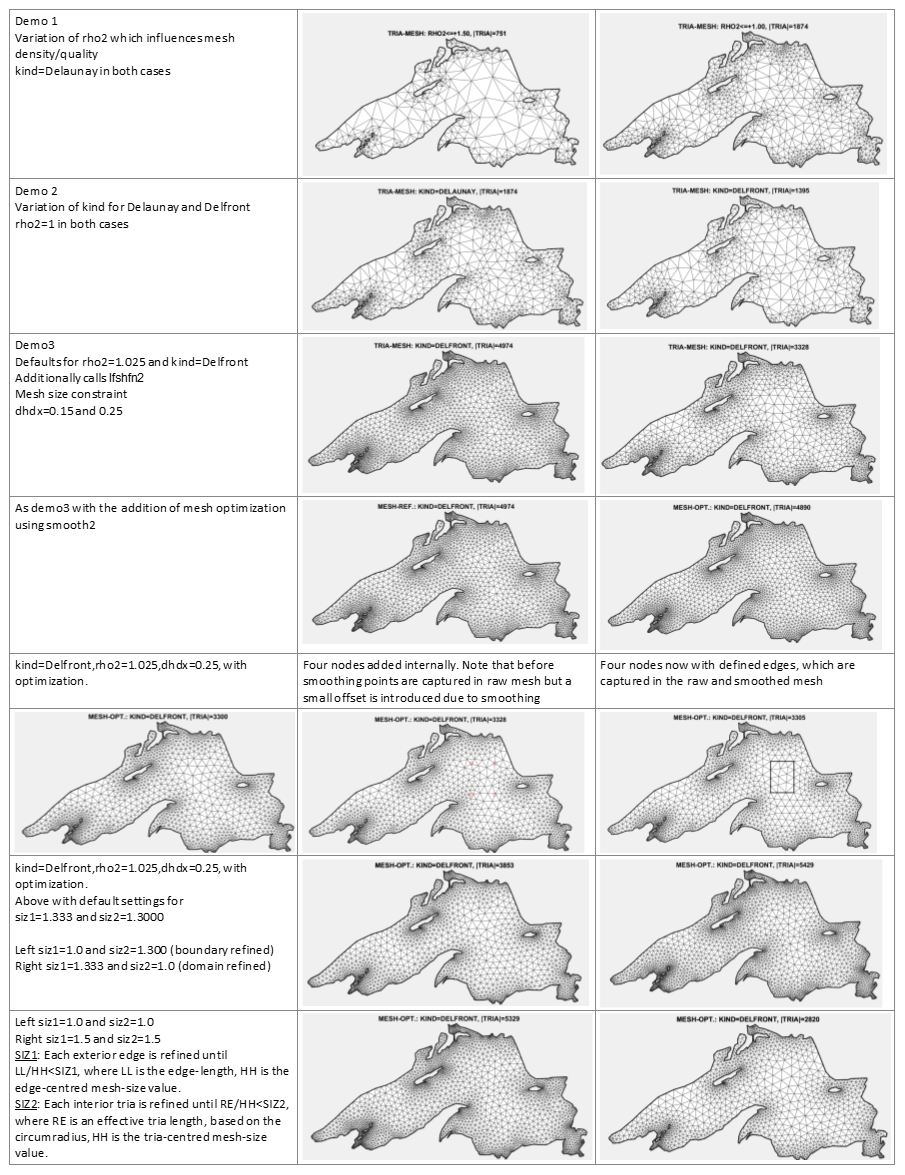 Demo 1
Variation of rho2 which influences mesh
density/quality
kind=Delaunay in both cases
TRIA-MESH: RHO2<=+1.50, |TRIA|=751
TRIA-MESH: RHO2<=+1.00, |TRIA|=1874
Demo 2
Variation of kind for Delaunay and Delfront
rho2=1 in both cases
TRIA-MESH: KIND=DELAUNAY, |TRIA|=1874
TRIA-MESH: KIND=DELFRONT, |TRIA|=1395
Demo3
Defaults for rho2=1.025 and kind=Delfront
Additionally calls lfshfn2
Mesh size constraint
dhdx=0.15 and 0.25
TRIA-MESH: KIND=DELFRONT, |TRIA|=4974
TRIA-MESH: KIND=DELFRONT, |TRIA|=3328
As demo3 with the addition of mesh optimization
using smooth2
MESH-REF.: KIND=DELFRONT, |TRIA|=4974
MESH-OPT.: KIND=DELFRONT, |TRIA|=4890
kind=Delfront,rho2=1.025,dhdx=0.25, with
optimization.
Four nodes added internally. Note that before
smoothing points are captured in raw mesh but a
small offset is introduced due to smoothing
Four nodes now with defined edges, which are
captured in the raw and smoothed mesh
MESH-OPT.: KIND=DELFRONT, |TRIA|=3300
MESH-OPT.: KIND=DELFRONT, |TRIA|=3328
MESH-OPT.: KIND=DELFRONT, |TRIA|=3305
kind=Delfront,rho2=1.025,dhdx=0.25, with
optimization.
Above with default settings for
siz1=1.333 and siz2=1.3000
Left siz1=1.0 and siz2=1.300 (boundary refined)
Right siz1=1.333 and siz2=1.0 (domain refined)
MESH-OPT.: KIND=DELFRONT, |TRIA|=3853
MESH-OPT.: KIND=DELFRONT, |TRIA|=5429
Left siz1=1.0 and siz2=1.0
Right siz1=1.5 and siz2=1.5
SIZ1: Each exterior edge is refined until
LL/HH<SIZ1, where LL is the edge-length, HH is the
edge-centred mesh-size value.
SIZ2: Each interior tria is refined until RE/HH<SIZ2,
where RE is an effective tria length, based on the
circumradius, HH is the tria-centred mesh-size
value.
MESH-OPT.: KIND=DELFRONT, |TRIA|=5329
MESH-OPT.: KIND=DELFRONT, |TRIA|=2820